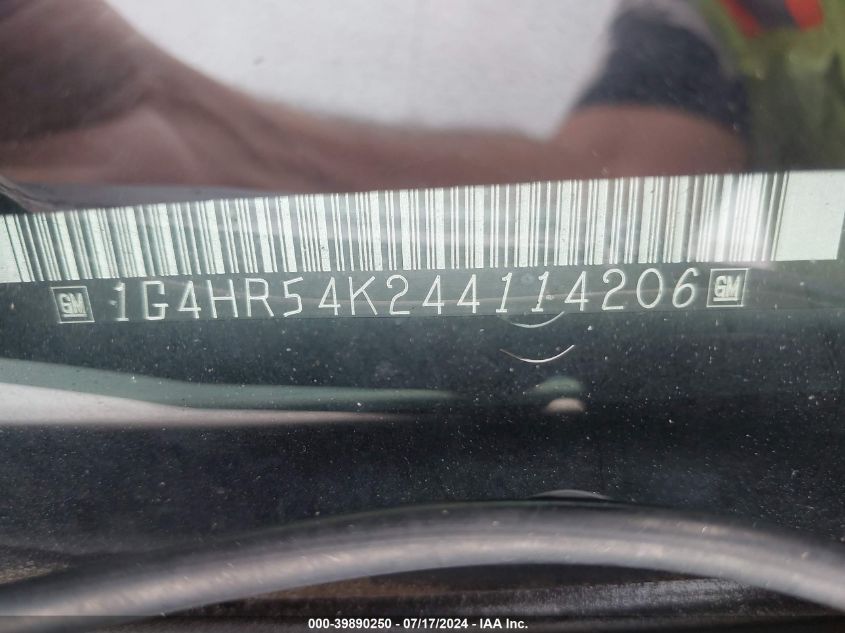 GM 1G4HR54K244114206 GM
000-39890250 - 07/17/2024 - IAA Inc.